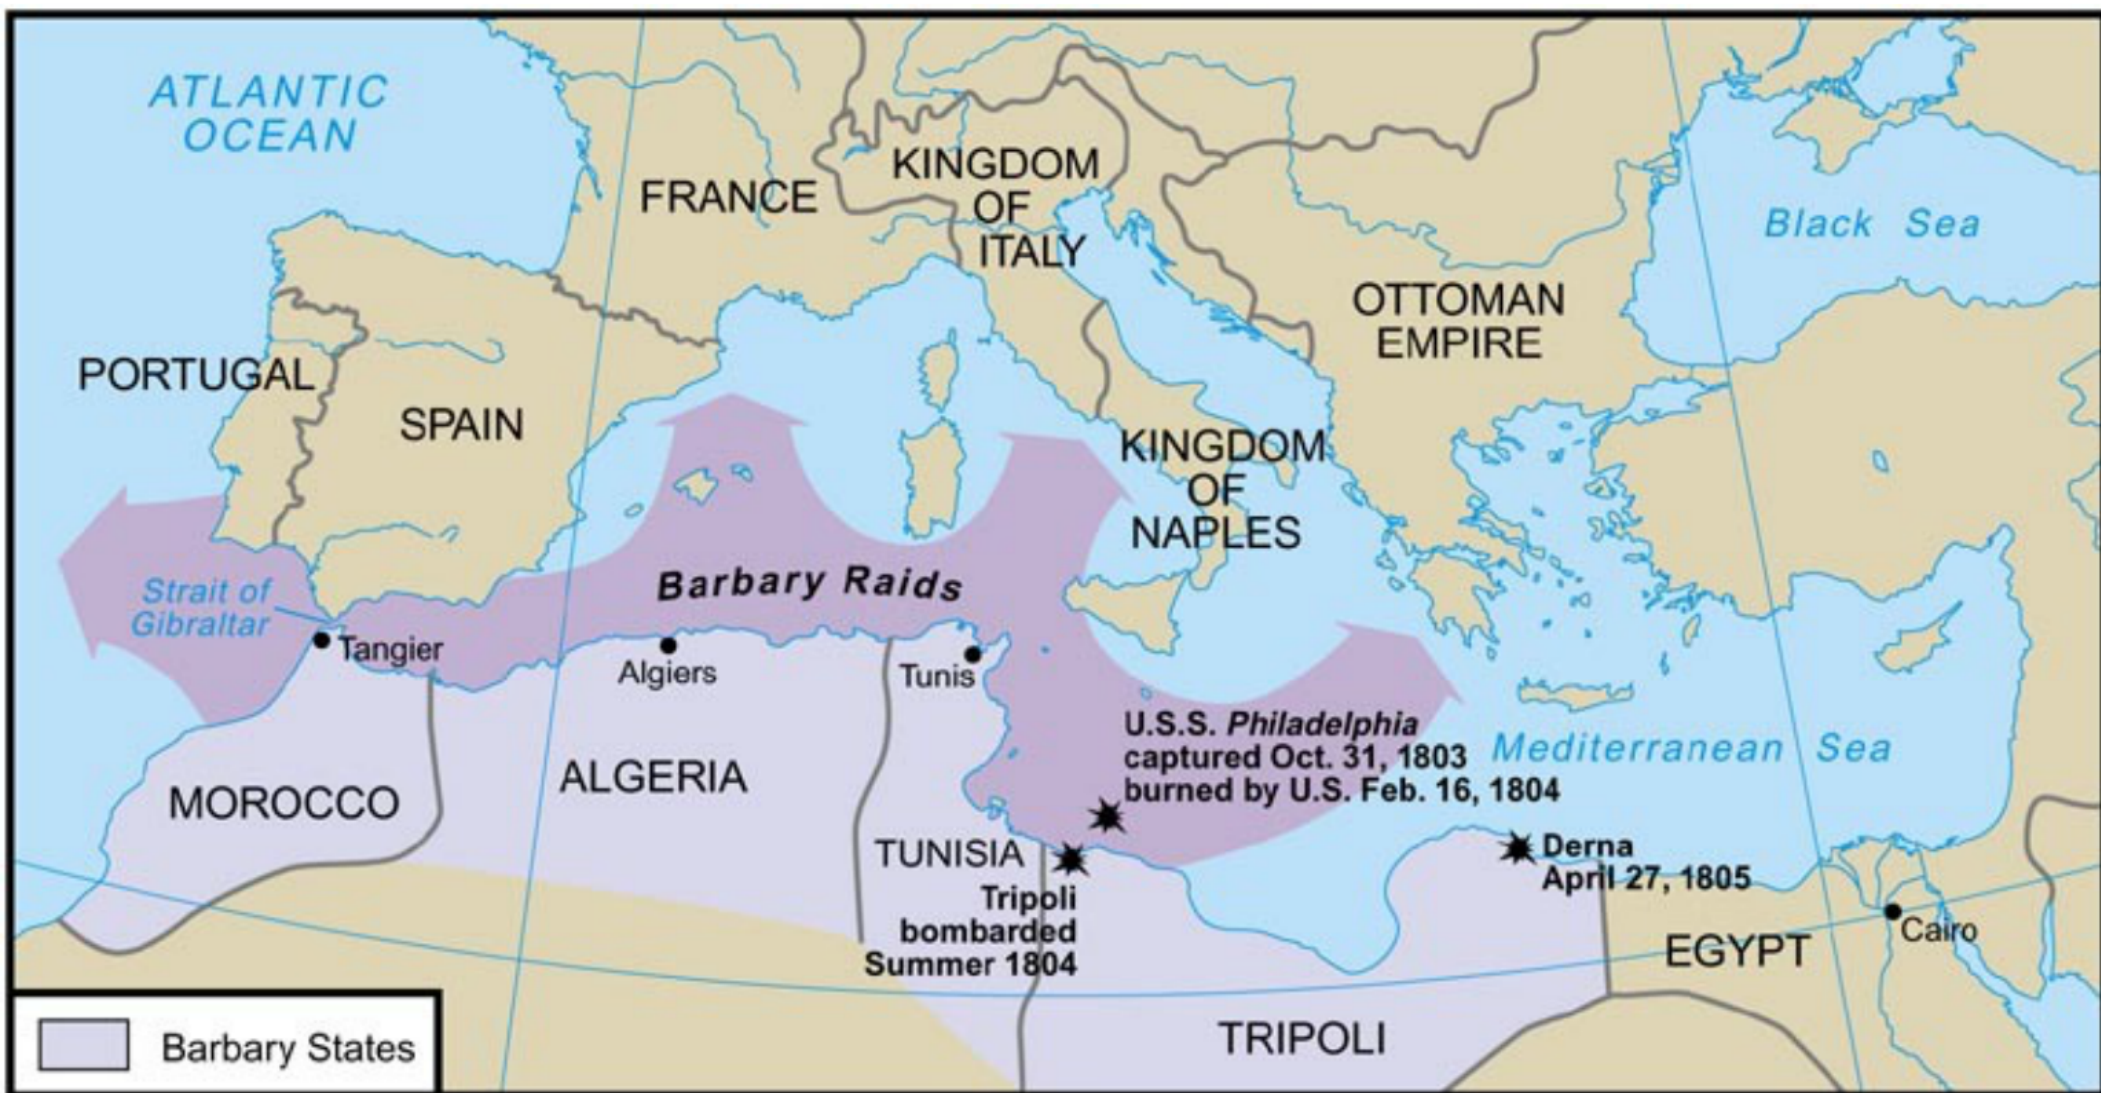 ATLANTIC
OCEAN
FRANCE
KINGDOM
OF
ITALY
Black Sea
OTTOMAN
EMPIRE
PORTUGAL
SPAIN
KINGDOM
OF
NAPLES
Barbary Raids
Strait of
Gibraltar
Tangier
Algiers
Tunis
U.S.S. Philadelphia
captured Oct. 31, 1803
burned by U.S. Feb. 16, 1804
Mediterranean Sea
MOROCCO
ALGERIA
TUNISIA
Tripoli
bombarded
Summer 1804
Derna
April 27, 1805
Cairo
EGYPT
TRIPOLI
Barbary States